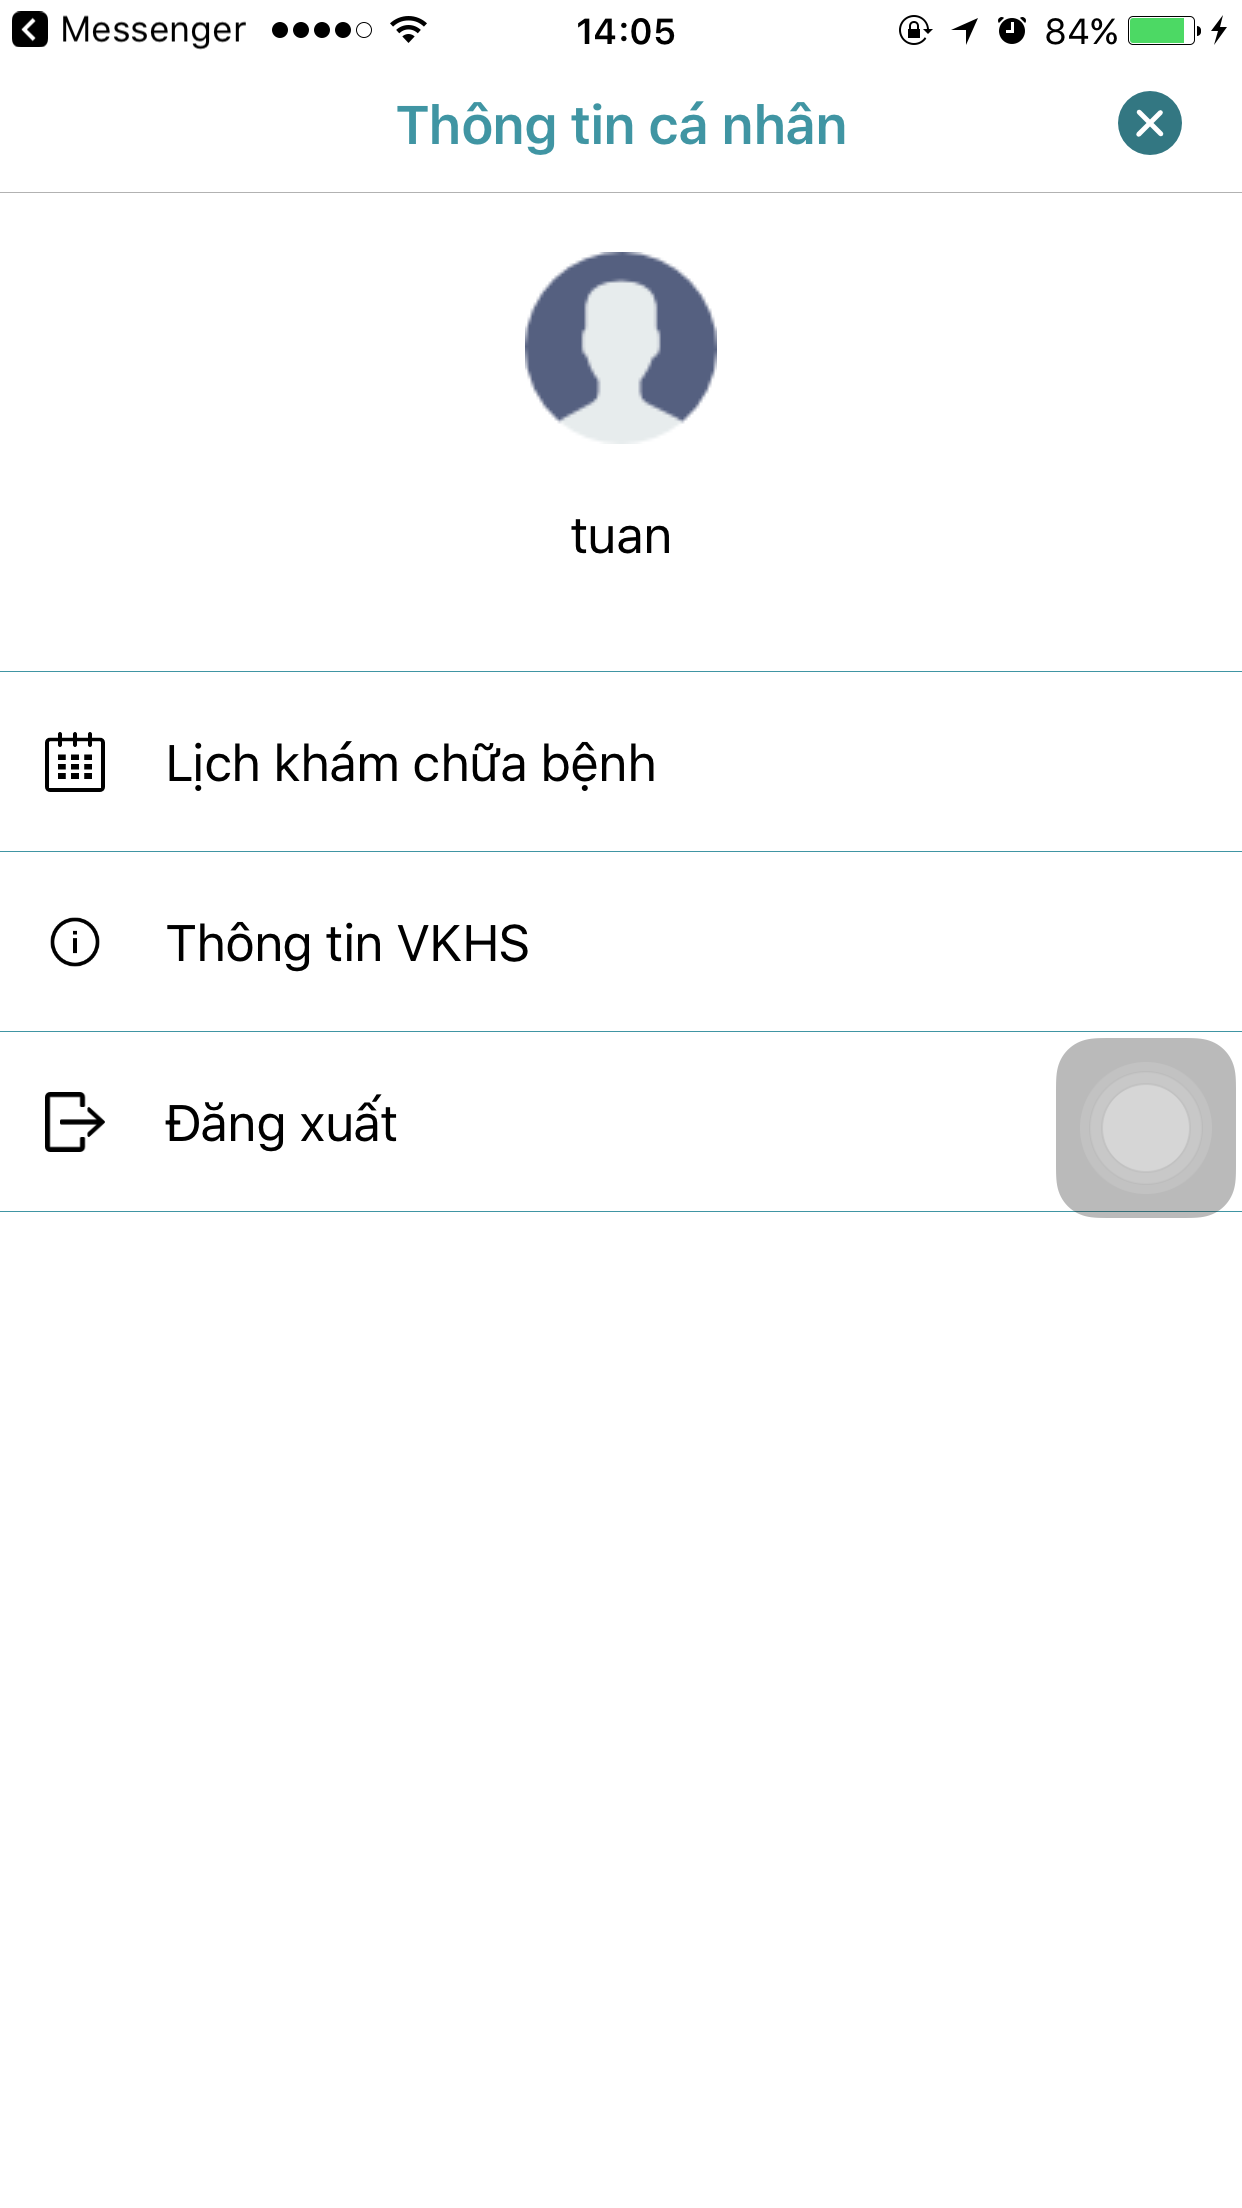 Messenger 14:05 84%
Thông tin cá nhân
tuan
Lịch khám chữa bệnh
Thông tin VKHS
Đăng xuất